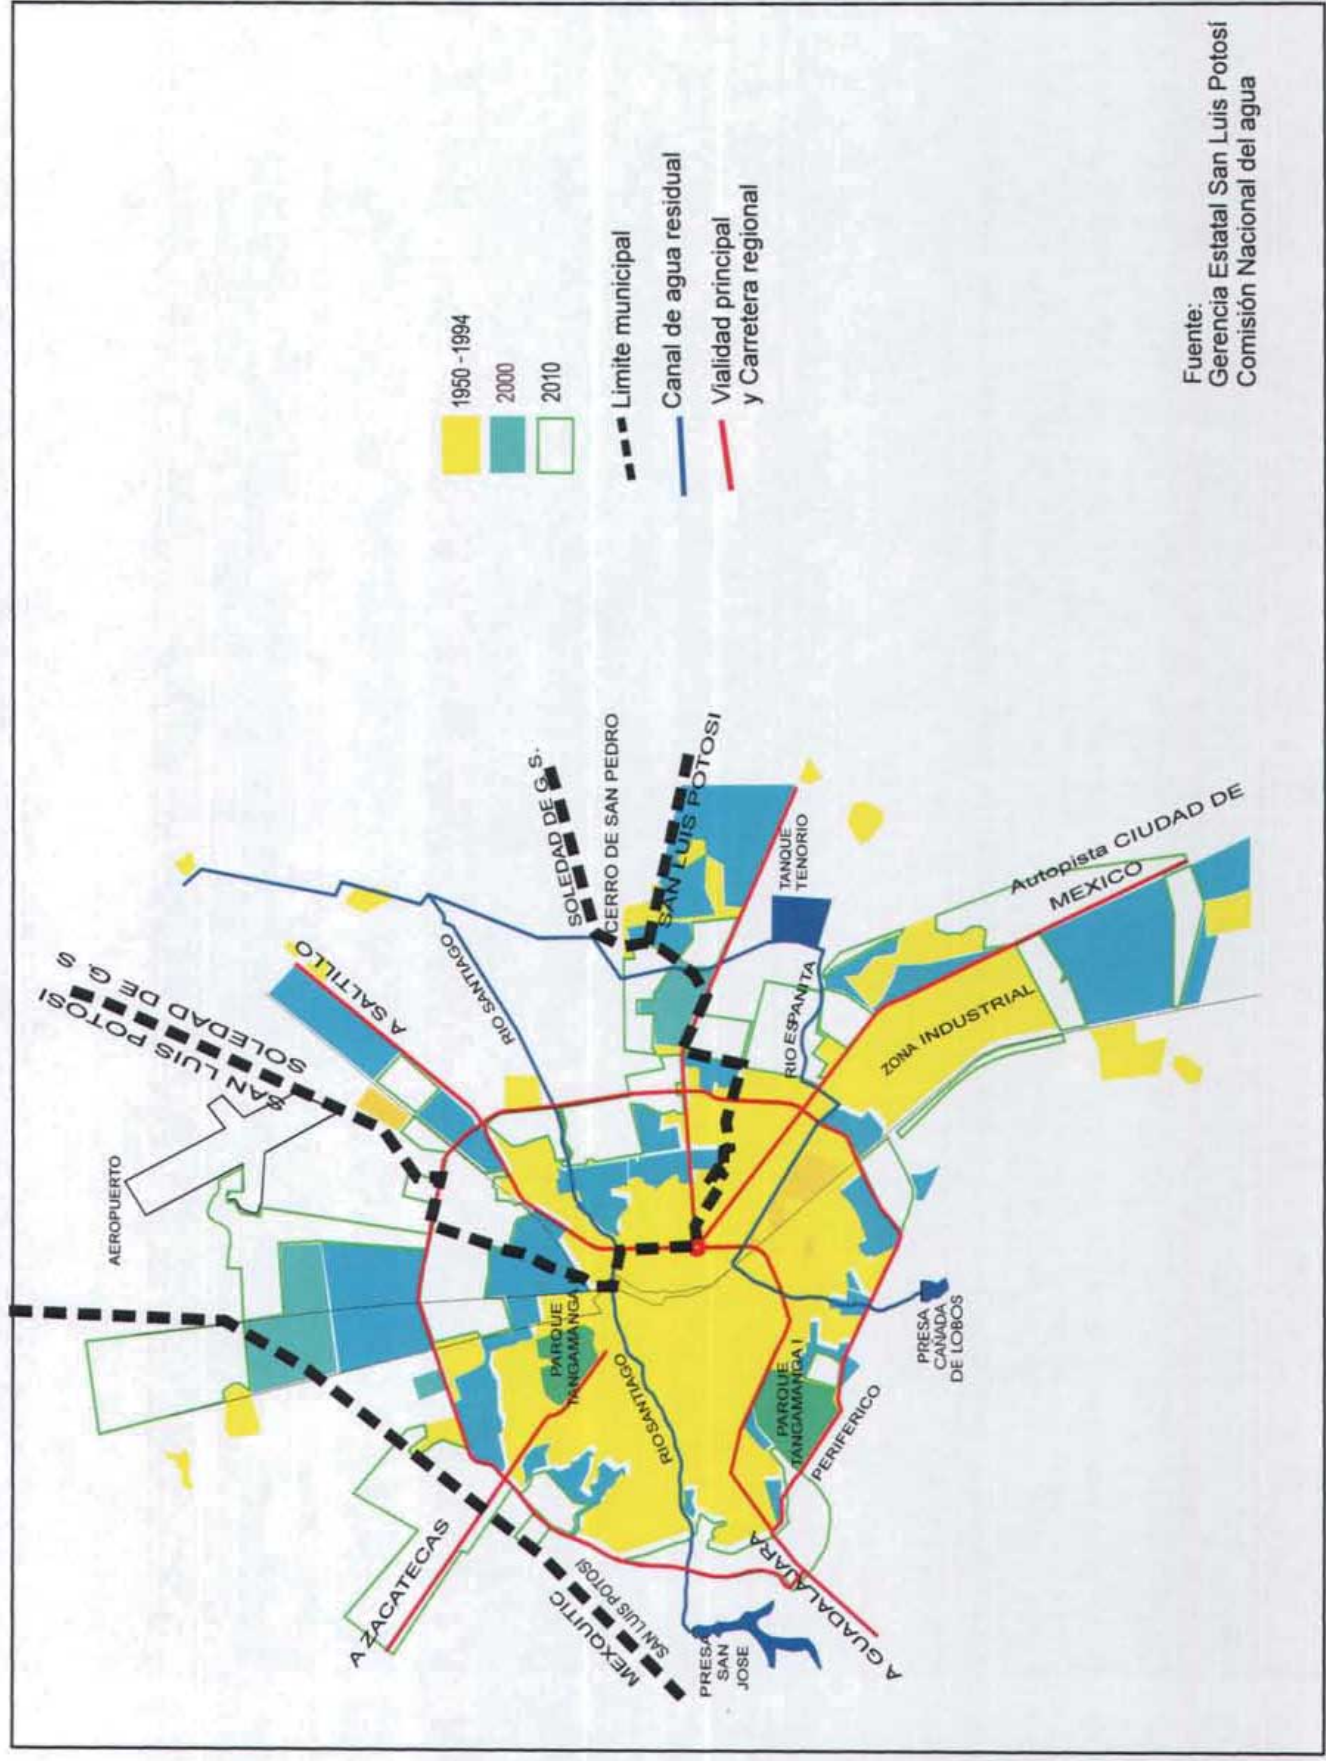 AEROPUERTO
SAN LUIS POTOSI
SOLEDAD DE G. S
A SALTILLO
RIO SANTIAGO
SOLEDAD DE G. S.
CERRO DE SAN PEDRO
SAN LUIS POTOSI
TANQUE
TENORIO
RIO ESPAÑITA
ZONA INDUSTRIAL
Autopista CIUDAD DE
MEXICO
PARQUE
TANGAMANGA
RIO SANTIAGO
A ZACATECAS
MEXQUITIC
SAN LUIS POTOSI
PRESA
SAN
JOSE
A GUADALAJARA
PERIFERICO
PARQUE
TANGAMANGA I
PRESA
CAÑADA
DE LOBOS
1950 -1994
2000
2010
Limite municipal
Canal de agua residual
Vialidad principal
y Carretera regional
Fuente:
Gerencia Estatal San Luis Potosí
Comisión Nacional del agua